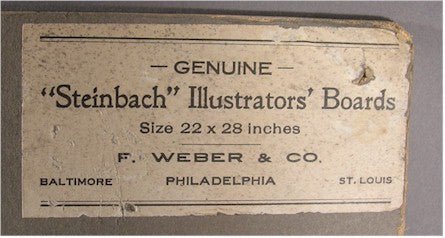 — GENUINE —
"Steinbach" Illustrators' Boards
Size 22 x 28 inches
F. WEBER & CO.
BALTIMORE PHILADELPHIA ST. LOUIS